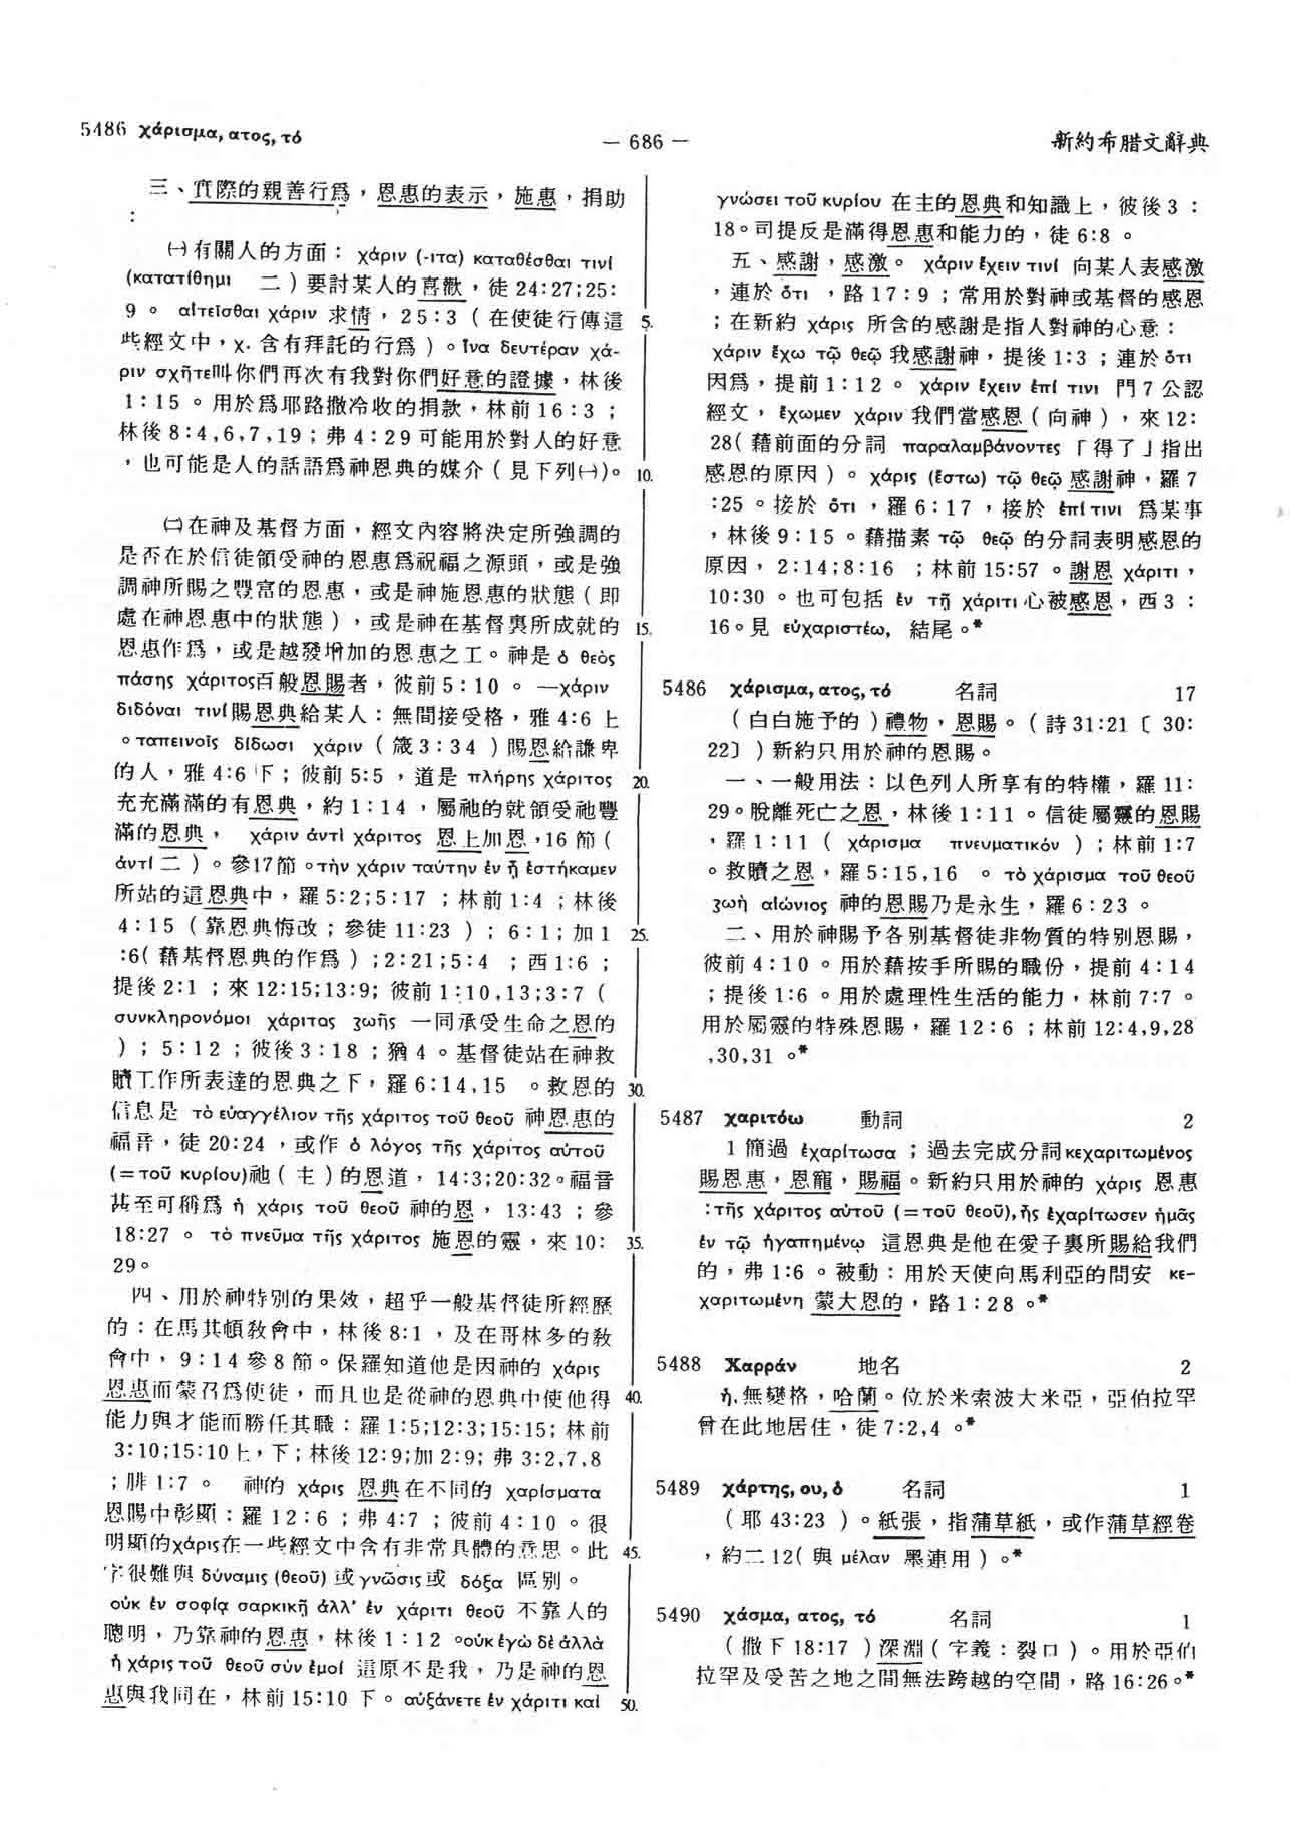 5486 χάρισμα, ατος, τό
— 686 —
新約希腊文辭典
三、實際的親善行爲，恩惠的表示，施惠，捐助
：
㈠有關人的方面： χάριν (-ιτα) καταθέσθαι τινί
(κατατίθημι 二）要討某人的喜歡，徒 24:27;25:
9 。 αἰτεῖσθαι χάριν 求情，25:3（在使徒行傳這 5.
些經文中，χ. 含有拜託的行爲）。ἵνα δευτέραν χά-
ριν σχῆτε叫你們再次有我對你們好意的證據，林後
1:15 。用於爲耶路撒冷收的捐款，林前16:3 ；
林後 8:4,6,7,19；弗 4:29 可能用於對人的好意
，也可能是人的話語爲神恩典的媒介（見下列㈠)。 10.
㈡在神及基督方面，經文內容將決定所強調的
是否在於信徒領受神的恩惠爲祝福之源頭，或是強
調神所賜之豐富的恩惠，或是神施恩惠的狀態（即
處在神恩惠中的狀態），或是神在基督裏所成就的 15.
恩惠作爲，或是越發增加的恩惠之工。神是 ὁ θεὸς
πάσης χάριτος百般恩賜者，彼前 5:10 。 —χάριν
διδόναι τινί賜恩典給某人：無間接受格，雅 4:6 上
。ταπεινοῖς δίδωσι χάριν（箴 3:34 ）賜恩給謙卑
的人，雅 4:6 下；彼前 5:5 ，道是 πλήρης χάριτος 20.
充充滿滿的有恩典，約 1:14 ，屬祂的就領受祂豐
滿的恩典， χάριν ἀντὶ χάριτος 恩上加恩，16 節（
ἀντί 二 ）。參17節。τὴν χάριν ταύτην ἐν ᾗ ἑστήκαμεν
所站的這恩典中，羅 5:2;5:17 ；林前 1:4 ；林後
4:15 （靠恩典悔改；參徒 11:23 ）；6:1；加 1 25.
:6(藉基督恩典的作爲);2:21;5:4 ；西 1:6 ；
提後 2:1 ；來 12:15;13:9; 彼前 1:10,13;3:7 (
συνκληρονόμοι χάριτος ζωῆς 一同承受生命之恩的
）；5:12 ；彼後 3:18 ；猶 4 。基督徒站在神救
贖工作所表達的恩典之下，羅 6:14,15 。救恩的 30.
信息是 τὸ εὐαγγέλιον τῆς χάριτος τοῦ θεοῦ 神恩惠的
福音，徒 20:24 ，或作 ὁ λόγος τῆς χάριτος αὐτοῦ
(=τοῦ κυρίου)祂（主）的恩道，14:3;20:32。福音
甚至可稱爲 ἡ χάρις τοῦ θεοῦ 神的恩， 13:43 ；參
18:27 。 τὸ πνεῦμα τῆς χάριτος 施恩的靈，來 10: 35.
29。
四、用於神特別的果效，超乎一般基督徒所經歷
的：在馬其頓敎會中，林後 8:1 ，及在哥林多的敎
會中， 9:14 參 8 節。保羅知道他是因神的 χάρις
恩惠而蒙召爲使徒，而且也是從神的恩典中使他得 40.
能力與才能而勝任其職：羅 1:5;12:3;15:15; 林前
3:10;15:10上，下；林後 12:9;加 2:9; 弗 3:2,7,8
；腓 1:7 。 神的 χάρις 恩典在不同的 χαρίσματα
恩賜中彰顯：羅 12:6 ；弗 4:7 ；彼前 4:10 。很
明顯的χάρις在一些經文中含有非常具體的意思。此 45.
字很難與 δύναμις (θεοῦ) 或 γνῶσις或 δόξα 區別。
οὐκ ἐν σοφίᾳ σαρκικῇ ἀλλ' ἐν χάριτι θεοῦ 不靠人的
聰明，乃靠神的恩惠，林後 1:12 。οὐκ ἐγὼ δὲ ἀλλὰ
ἡ χάρις τοῦ θεοῦ σὺν ἐμοί 這原不是我，乃是神的恩
惠與我同在，林前 15:10 下。αὐξάνετε ἐν χάριτι καὶ 50.
γνώσει τοῦ κυρίου 在主的恩典和知識上，彼後 3 ：
18。司提反是滿得恩惠和能力的，徒 6:8 。
五、感謝，感激。 χάριν ἔχειν τινί 向某人表感激
，連於 ὅτι ，路 17:9 ；常用於對神或基督的感恩
；在新約 χάρις 所含的感謝是指人對神的心意：
χάριν ἔχω τῷ θεῷ 我感謝神，提後 1:3 ；連於 ὅτι
因爲，提前 1:12 。 χάριν ἔχειν ἐπί τινι 門 7 公認
經文， ἔχωμεν χάριν 我們當感恩（向神），來 12:
28(藉前面的分詞 παραλαμβάνοντες「得了」指出
感恩的原因）。 χάρις (ἔστω) τῷ θεῷ 感謝神，羅 7
:25 。接於 ὅτι ，羅 6:17 ，接於 ἐπί τινι 爲某事
，林後 9:15 。藉描素 τῷ θεῷ 的分詞表明感恩的
原因， 2:14;8:16 ；林前 15:57 。謝恩 χάριτι，
10:30 。也可包括 ἐν τῇ χάριτι心被感恩，西 3 ：
16。見 εὐχαριστέω, 結尾。*
5486 χάρισμα, ατος, τό 名詞 17
（白白施予的）禮物，恩賜。（詩 31:21〔 30:
22〕）新約只用於神的恩賜。
一、一般用法：以色列人所享有的特權，羅 11:
29。脫離死亡之恩，林後 1:11 。信徒屬靈的恩賜
，羅 1:11 ( χάρισμα πνευματικόν )；林前 1:7
。救贖之恩，羅 5:15,16 。 τὸ χάρισμα τοῦ θεοῦ
ζωὴ αἰώνιος 神的恩賜乃是永生，羅 6:23 。
二、用於神賜予各別基督徒非物質的特別恩賜，
彼前 4:10 。用於藉按手所賜的職份，提前 4:14
；提後 1:6 。用於處理性生活的能力，林前 7:7 。
用於屬靈的特殊恩賜，羅 12:6 ；林前 12:4,9,28
,30,31 。*
5487 χαριτόω 動詞 2
1 簡過 ἐχαρίτωσα ；過去完成分詞κεχαριτωμένος
賜恩惠，恩寵，賜福。新約只用於神的 χάρις 恩惠
:τῆς χάριτος αὐτοῦ (=τοῦ θεοῦ),ἧς ἐχαρίτωσεν ἡμᾶς
ἐν τῷ ἠγαπημένῳ 這恩典是他在愛子裏所賜給我們
的，弗 1:6 。被動：用於天使向馬利亞的問安 κε-
χαριτωμένη 蒙大恩的，路 1:28 。*
5488 Χαρράν 地名 2
ἡ.無變格，哈蘭。位於米索波大米亞，亞伯拉罕
曾在此地居住，徒 7:2,4 。*
5489 χάρτης, ου, ὁ 名詞 1
（耶 43:23 ）。紙張，指蒲草紙，或作蒲草經卷
，約二 12(與 μέλαν 黑連用）。*
5490 χάσμα, ατος, τό 名詞 1
（撒下 18:17 ）深淵（字義：裂口）。用於亞伯
拉罕及受苦之地之間無法跨越的空間，路 16:26。*